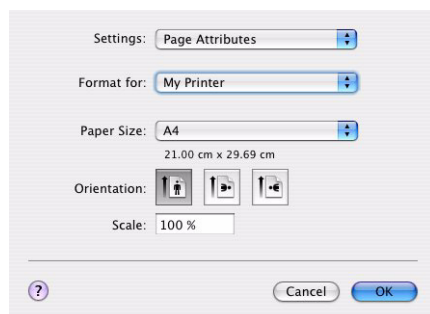 Settings: Page Attributes
Format for: My Printer
Paper Size: A4
21.00 cm x 29.69 cm
Orientation:
Scale: 100 %
? Cancel OK